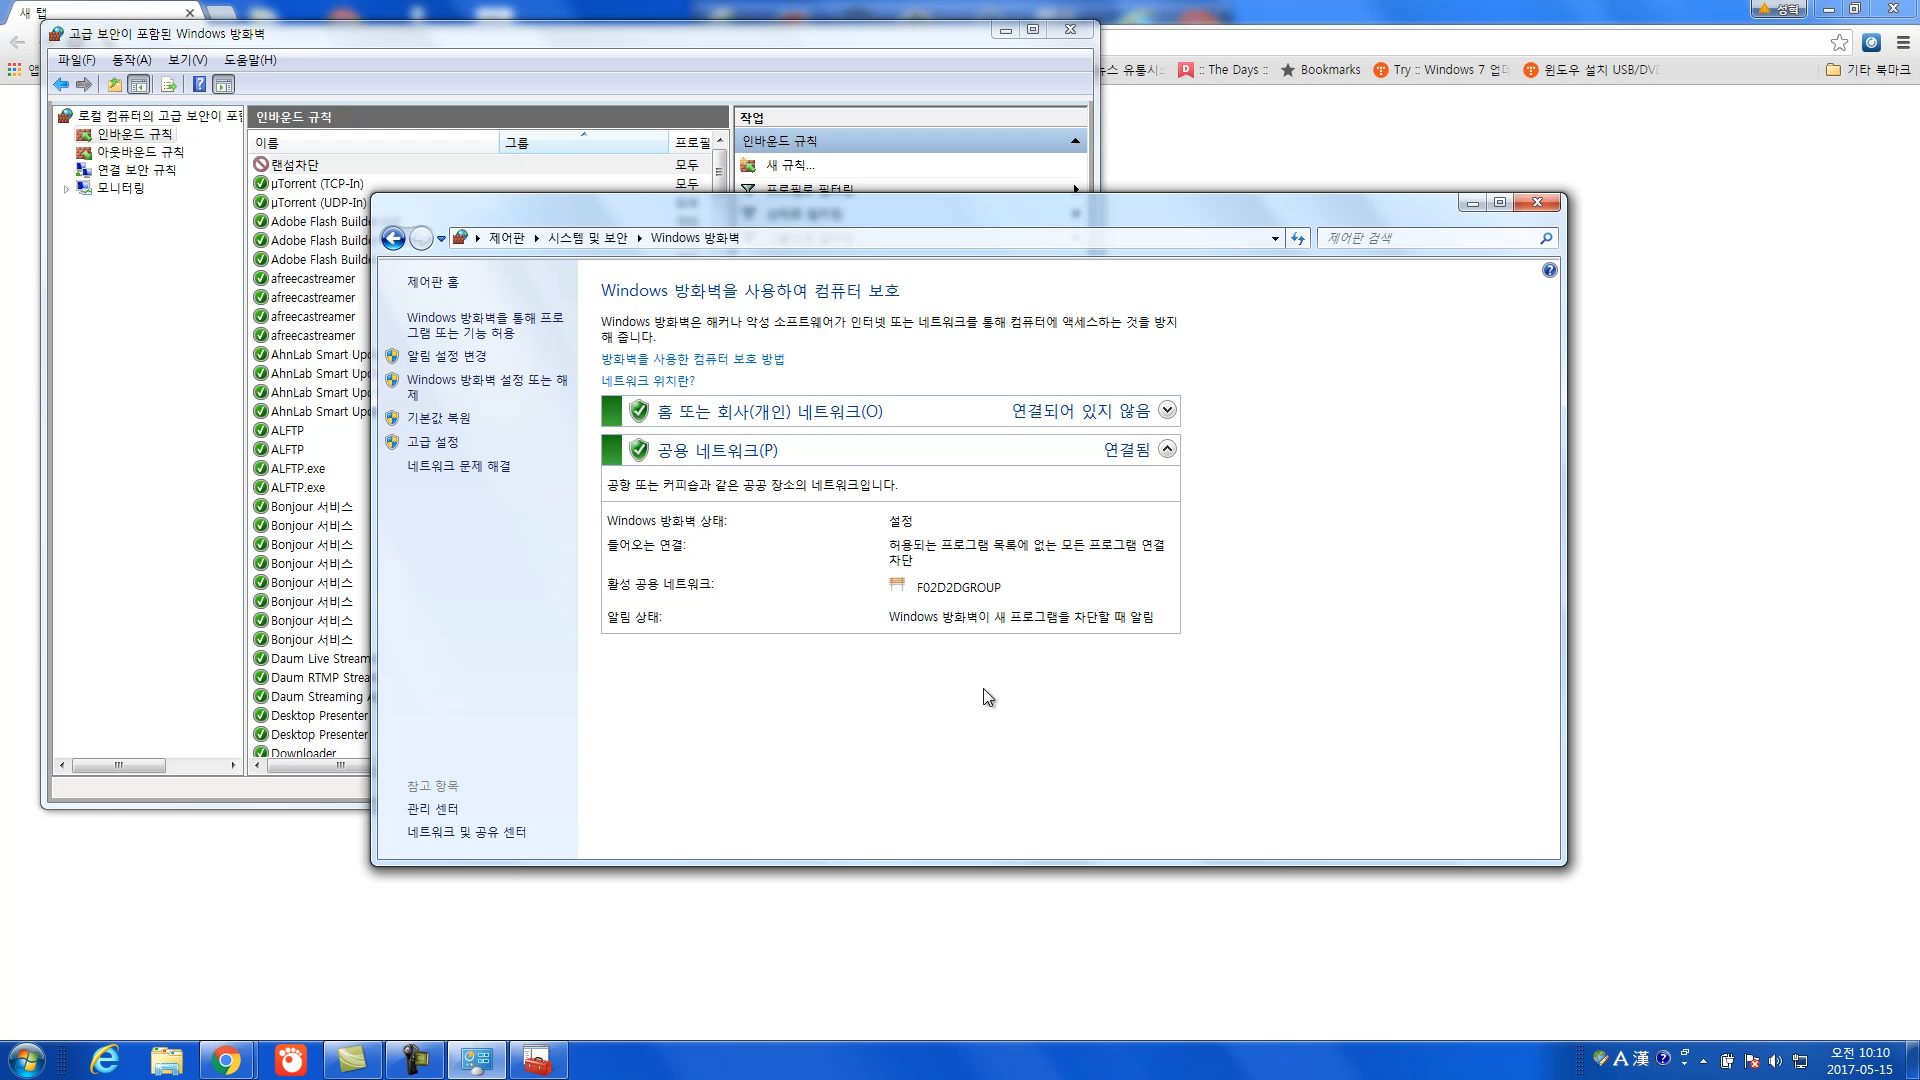 새 탭
성혁
고급 보안이 포함된 Windows 방화벽
파일(F) 동작(A) 보기(V) 도움말(H)
:: The Days ::
Bookmarks
Try :: Windows 7 업
윈도우 설치 USB/DV
기타 북마크
로컬 컴퓨터의 고급 보안이 포함
인바운드 규칙
아웃바운드 규칙
연결 보안 규칙
모니터링
인바운드 규칙
이름 그룹 프로필
랜섬차단 모두
µTorrent (TCP-In) 모두
µTorrent (UDP-In)
Adobe Flash Builde
Adobe Flash Builde
Adobe Flash Builde
afreecastreamer
afreecastreamer
afreecastreamer
afreecastreamer
AhnLab Smart Upd
AhnLab Smart Upd
AhnLab Smart Upd
AhnLab Smart Upd
ALFTP
ALFTP
ALFTP.exe
ALFTP.exe
Bonjour 서비스
Bonjour 서비스
Bonjour 서비스
Bonjour 서비스
Bonjour 서비스
Bonjour 서비스
Bonjour 서비스
Bonjour 서비스
Daum Live Stream
Daum RTMP Strea
Daum Streaming
Desktop Presenter
Desktop Presenter
Downloader
작업
인바운드 규칙
새 규칙...
프로필로 필터링
제어판 시스템 및 보안 Windows 방화벽
제어판 검색
제어판 홈
Windows 방화벽을 통해 프로
그램 또는 기능 허용
알림 설정 변경
Windows 방화벽 설정 또는 해
제
기본값 복원
고급 설정
네트워크 문제 해결
참고 항목
관리 센터
네트워크 및 공유 센터
Windows 방화벽을 사용하여 컴퓨터 보호
Windows 방화벽은 해커나 악성 소프트웨어가 인터넷 또는 네트워크를 통해 컴퓨터에 액세스하는 것을 방지
해 줍니다.
방화벽을 사용한 컴퓨터 보호 방법
네트워크 위치란?
홈 또는 회사(개인) 네트워크(O) 연결되어 있지 않음
공용 네트워크(P) 연결됨
공항 또는 커피숍과 같은 공공 장소의 네트워크입니다.
Windows 방화벽 상태: 설정
들어오는 연결: 허용되는 프로그램 목록에 없는 모든 프로그램 연결
차단
활성 공용 네트워크: F02D2DGROUP
알림 상태: Windows 방화벽이 새 프로그램을 차단할 때 알림
A 漢
오전 10:10
2017-05-15